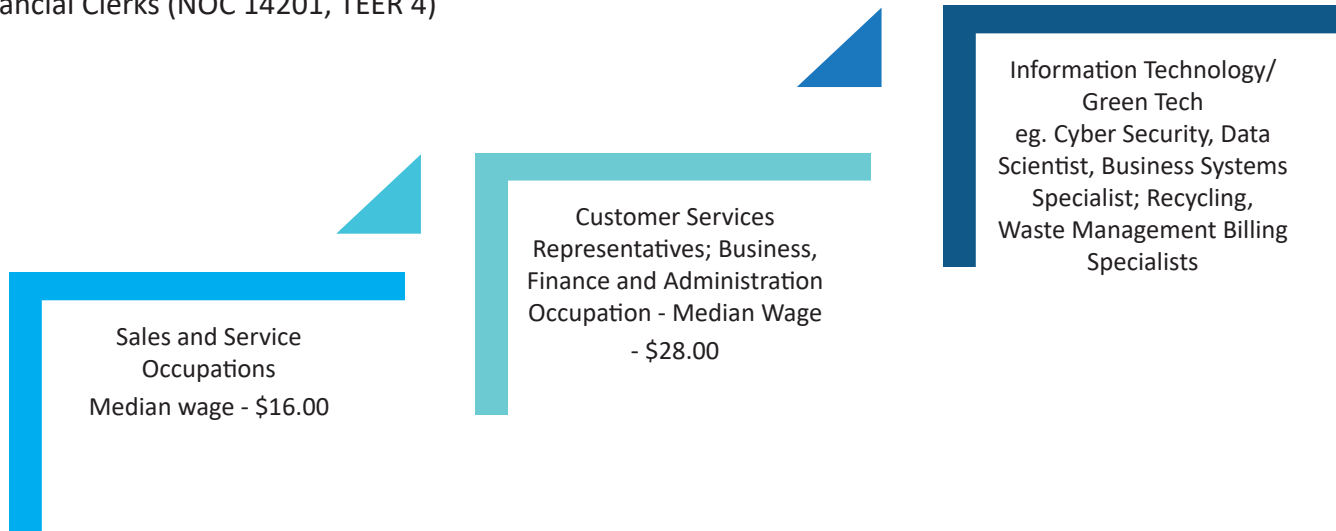 Clerks (NOC 14201, TEER 4)
Information Technology/
Green Tech
eg. Cyber Security, Data
Scientist, Business Systems
Specialist; Recycling,
Waste Management Billing
Specialists
Customer Services
Representatives; Business,
Finance and Administration
Occupation - Median Wage
- $28.00
Sales and Service
Occupations
Median wage - $16.00